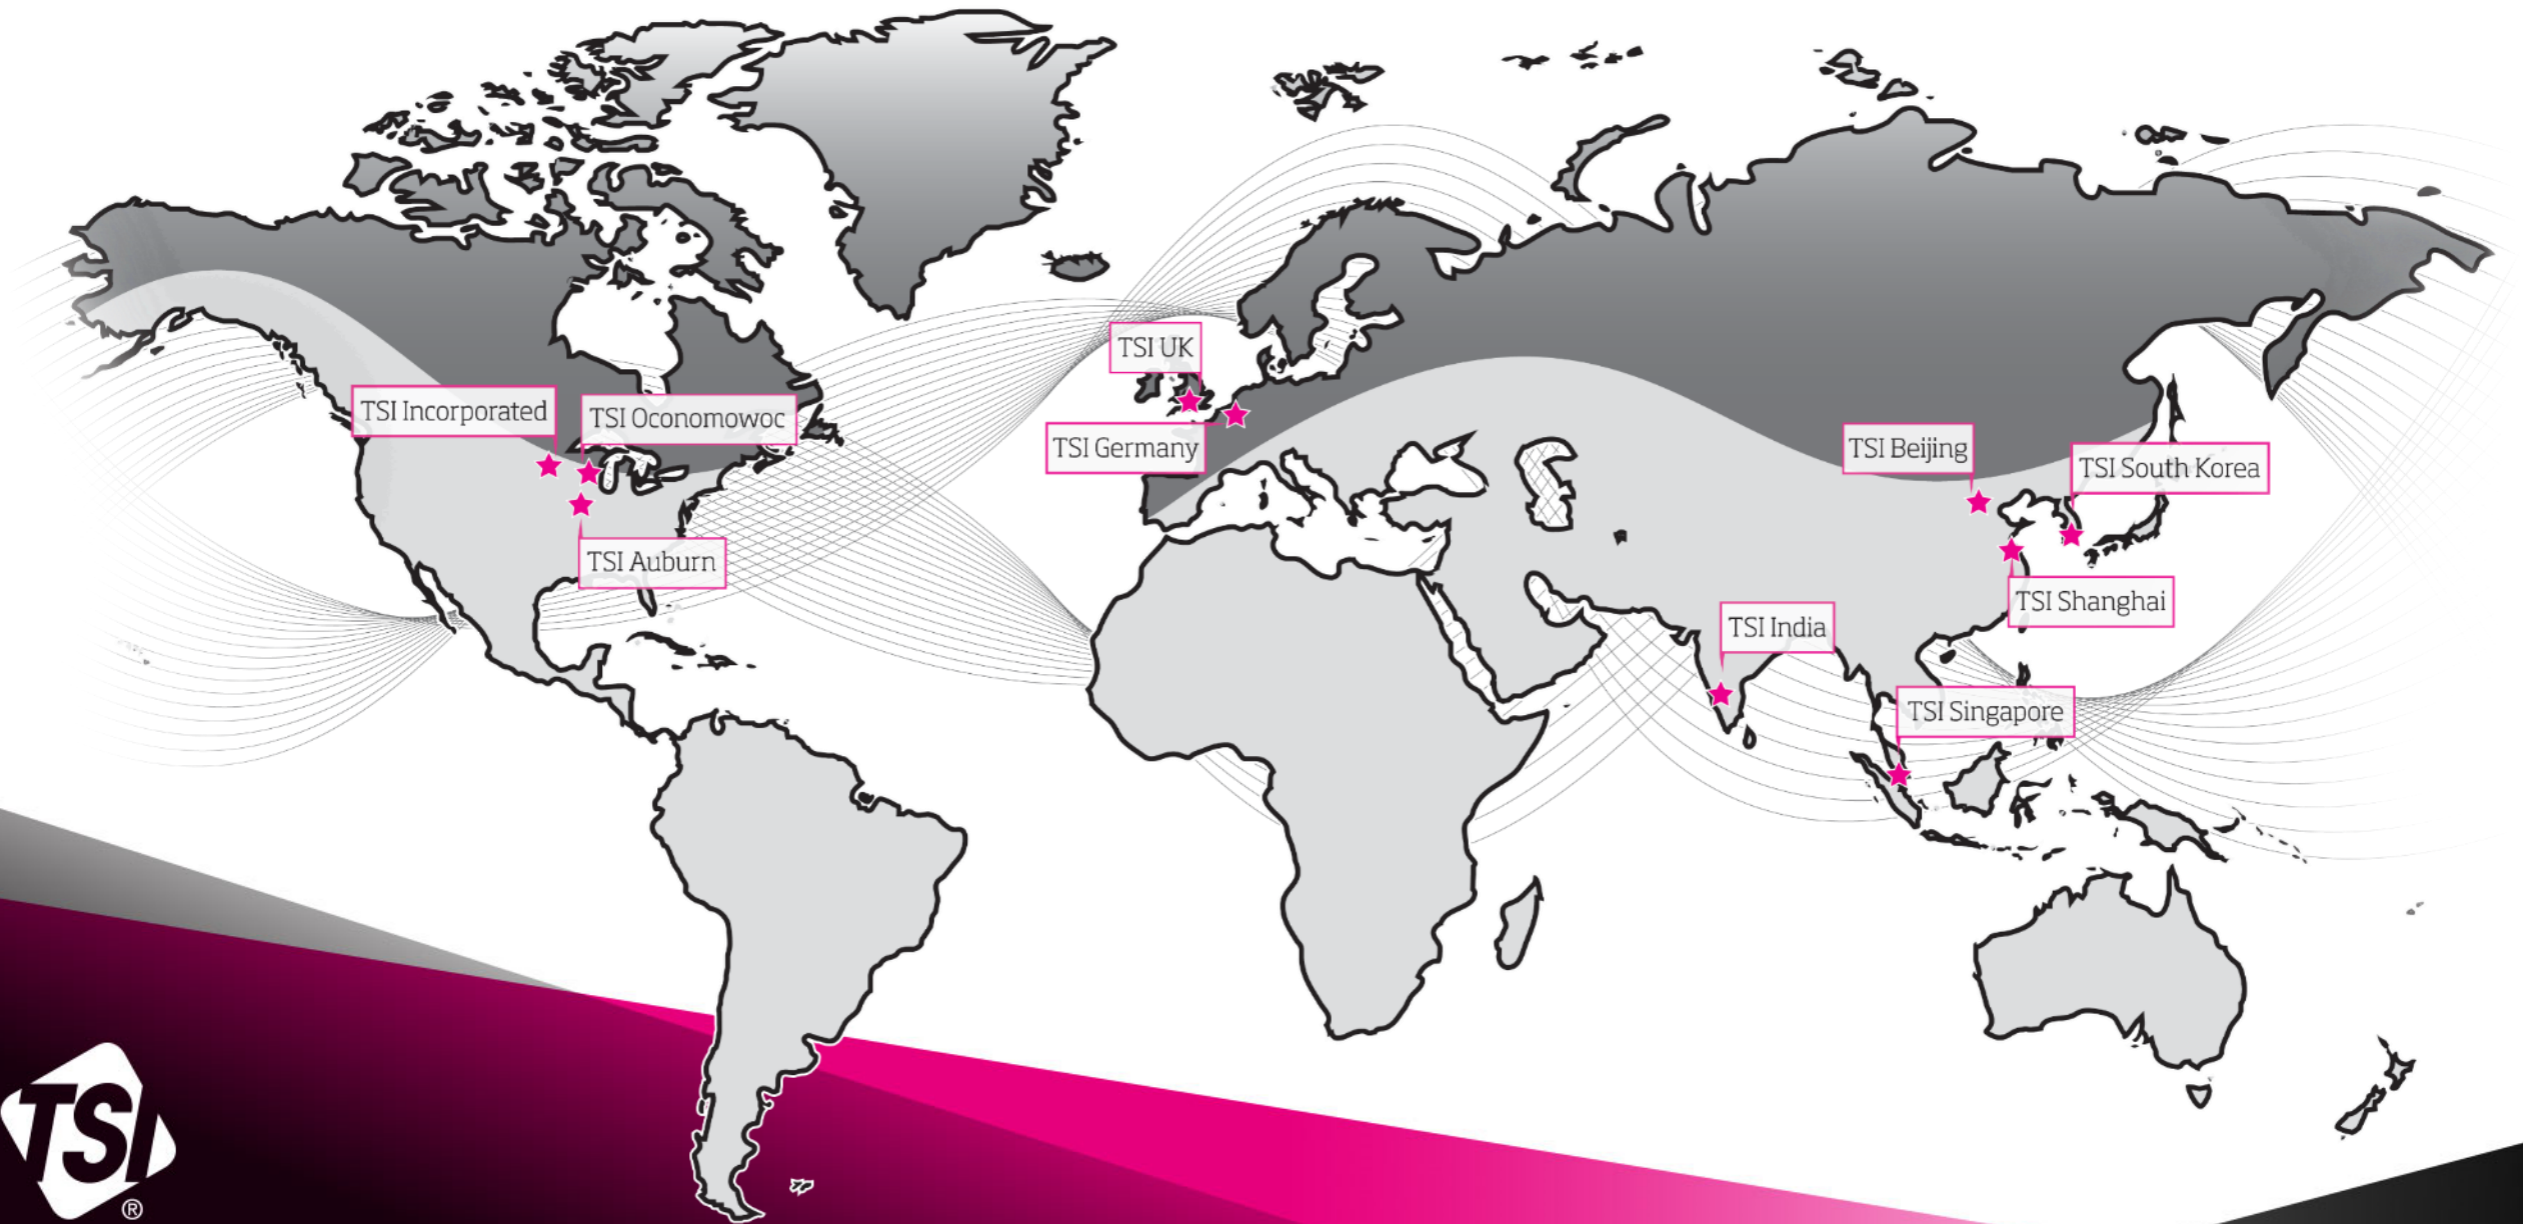 TSI UK
TSI Incorporated
TSI Oconomowoc
TSI Germany
TSI Beijing
TSI South Korea
TSI Auburn
TSI Shanghai
TSI India
TSI Singapore
TSI
®